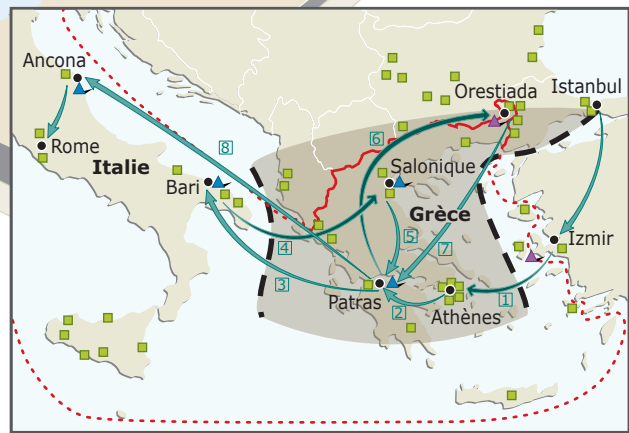 Ancona
Orestiada
Istanbul
8
6
Rome
Italie
Salonique
Bari
Grèce
Izmir
4
5
7
3
1
Patras
2
Athènes